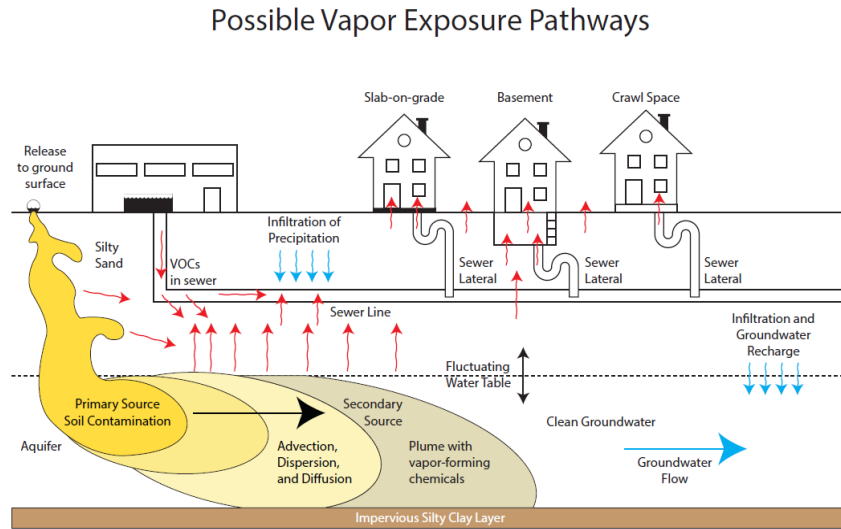 Possible Vapor Exposure Pathways
Slab-on-grade
Basement
Crawl Space
Release
to ground
surface
Infiltration of
Precipitation
Silty
Sand
VOCs
in sewer
Sewer
Lateral
Sewer
Lateral
Sewer
Lateral
Sewer Line
Infiltration and
Groundwater
Recharge
Fluctuating
Water Table
Primary Source
Soil Contamination
Secondary
Source
Clean Groundwater
Aquifer
Advection,
Dispersion,
and Diffusion
Plume with
vapor-forming
chemicals
Groundwater
Flow
Impervious Silty Clay Layer